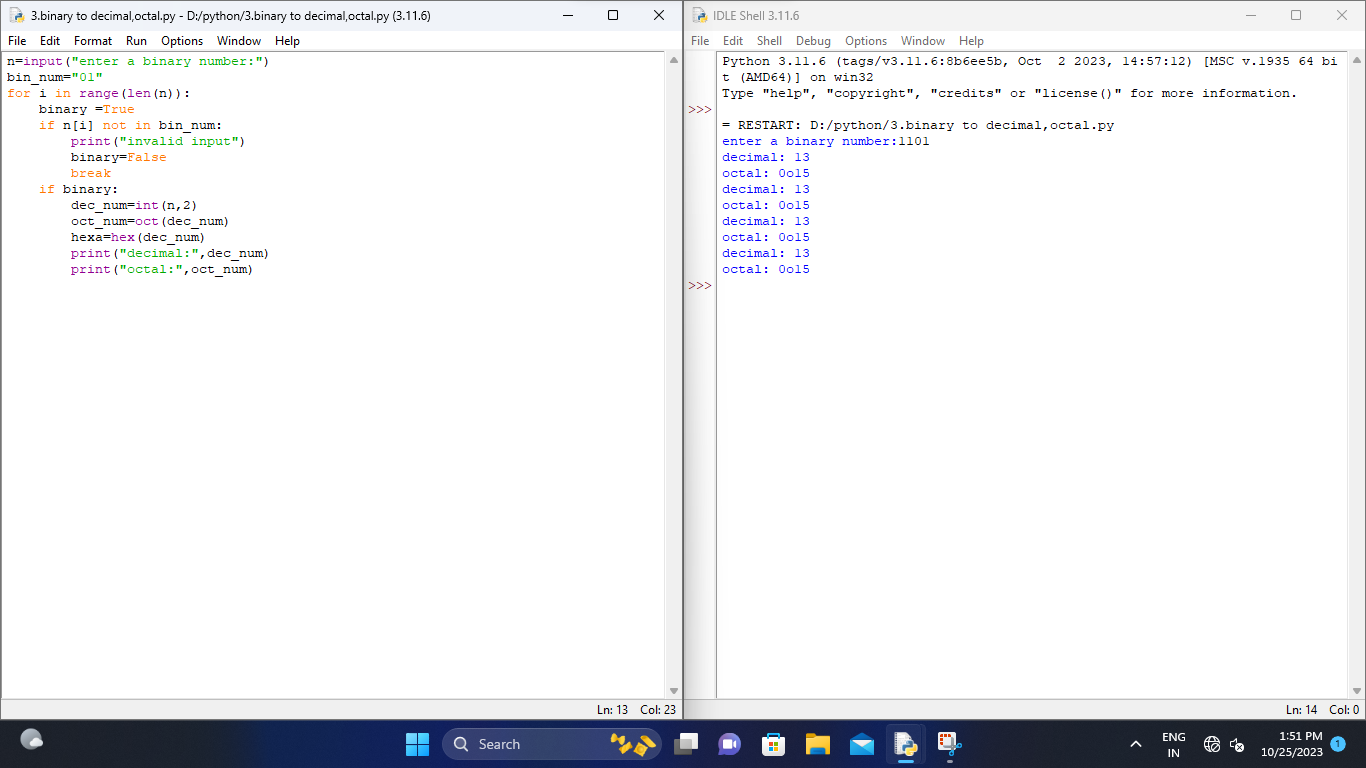 3.binary to decimal,octal.py - D:/python/3.binary to decimal,octal.py (3.11.6)
File Edit Format Run Options Window Help
n=input("enter a binary number:")
bin_num="01"
for i in range(len(n)):
    binary =True
    if n[i] not in bin_num:
        print("invalid input")
        binary=False
        break
    if binary:
        dec_num=int(n,2)
        oct_num=oct(dec_num)
        hexa=hex(dec_num)
        print("decimal:",dec_num)
        print("octal:",oct_num)
Ln: 13 Col: 23
IDLE Shell 3.11.6
File Edit Shell Debug Options Window Help
Python 3.11.6 (tags/v3.11.6:8b6ee5b, Oct  2 2023, 14:57:12) [MSC v.1935 64 bi
t (AMD64)] on win32
Type "help", "copyright", "credits" or "license()" for more information.
>>>
= RESTART: D:/python/3.binary to decimal,octal.py
enter a binary number:1101
decimal: 13
octal: 0o15
decimal: 13
octal: 0o15
decimal: 13
octal: 0o15
decimal: 13
octal: 0o15
>>>
Ln: 14 Col: 0
Search
ENG
IN
1:51 PM
10/25/2023
1